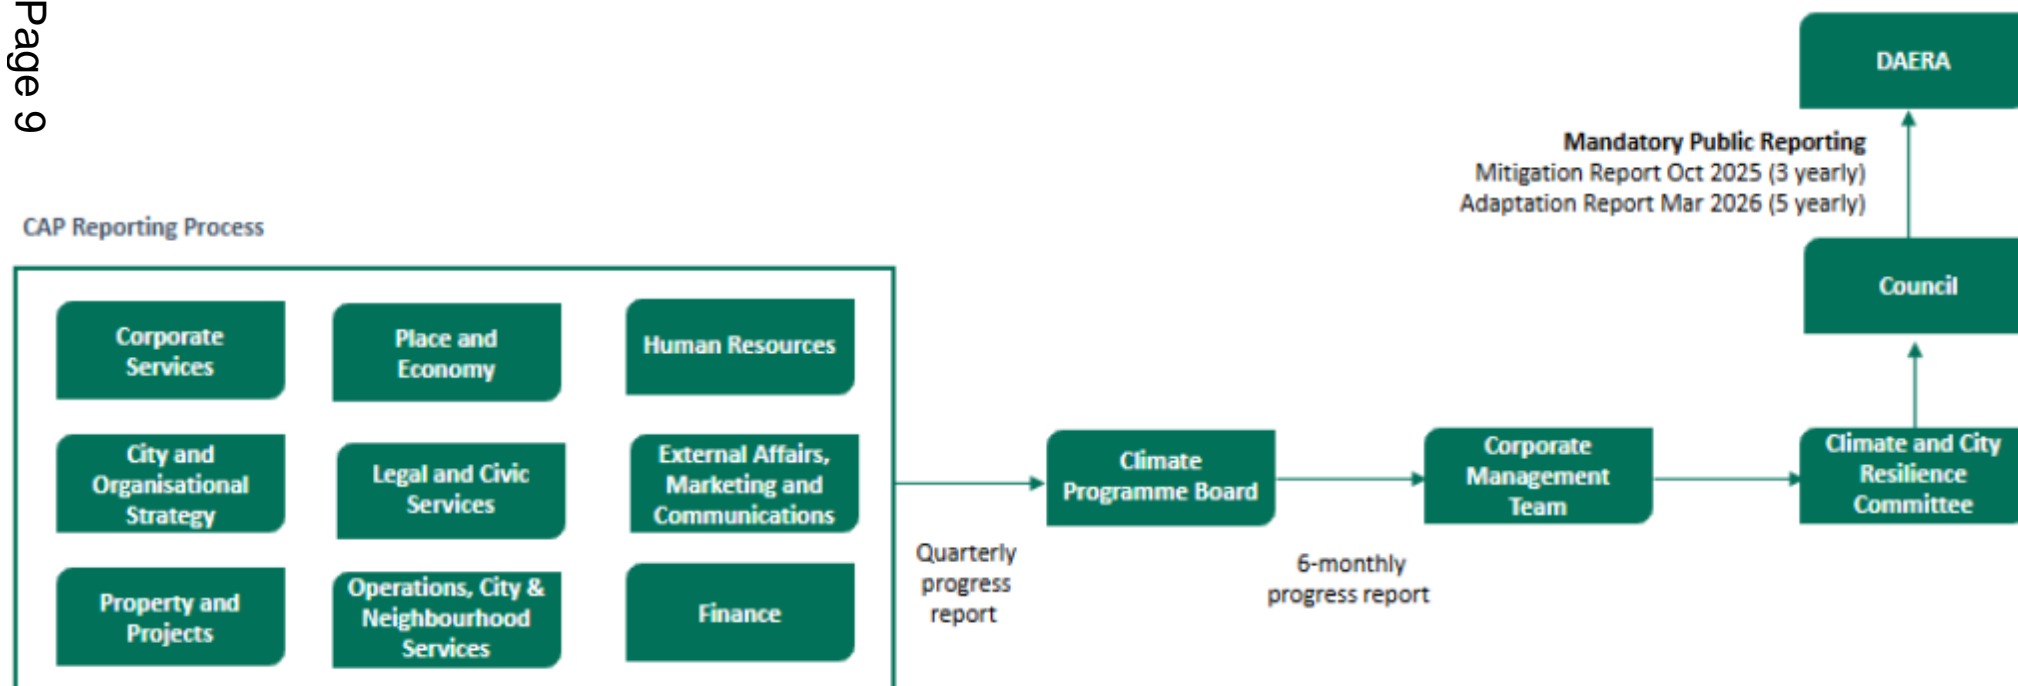 Page 9
DAERA
Mandatory Public Reporting
Mitigation Report Oct 2025 (3 yearly)
Adaptation Report Mar 2026 (5 yearly)
Council
CAP Reporting Process
Corporate
Services
Place and
Economy
Human Resources
City and
Organisational
Strategy
Legal and Civic
Services
External Affairs,
Marketing and
Communications
Property and
Projects
Operations, City &
Neighbourhood
Services
Finance
Quarterly
progress
report
Climate
Programme Board
6-monthly
progress report
Corporate
Management
Team
Climate and City
Resilience
Committee